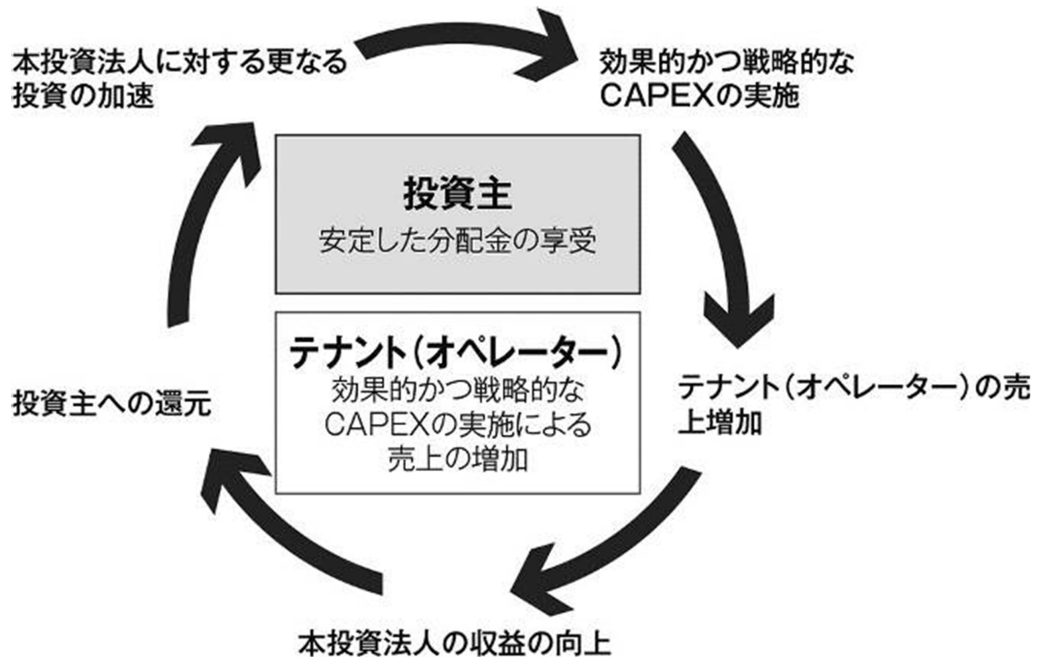 本投資法人に対する更なる
投資の加速
効果的かつ戦略的な
CAPEXの実施
投資主
安定した分配金の享受
テナント(オペレーター)
効果的かつ戦略的な
CAPEXの実施による
売上の増加
テナント(オペレーター)の売
上増加
投資主への還元
本投資法人の収益の向上